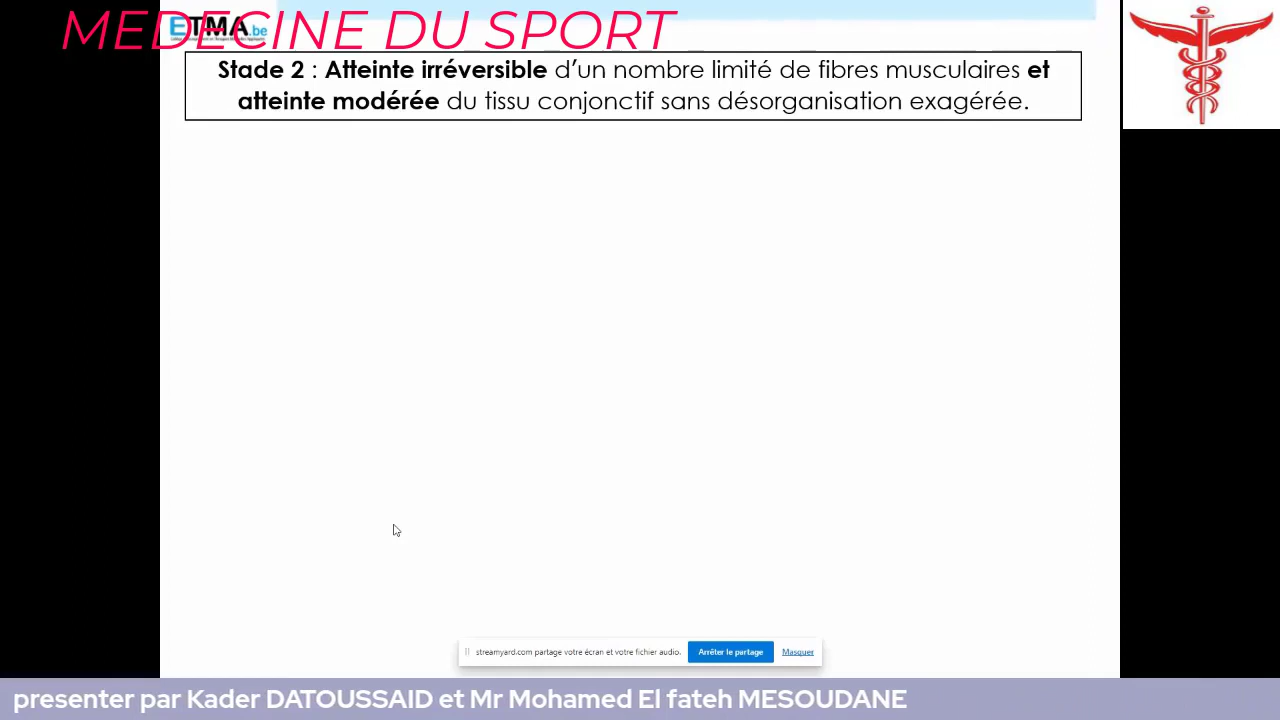 MEDECINE DU SPORT
ETMA.be
Stade 2 : Atteinte irréversible d’un nombre limité de fibres musculaires et
atteinte modérée du tissu conjonctif sans désorganisation exagérée.
streamyard.com partage votre écran et votre fichier audio. Arrêter le partage Masquer
presenter par Kader DATOUSSAID et Mr Mohamed El fateh MESOUDANE